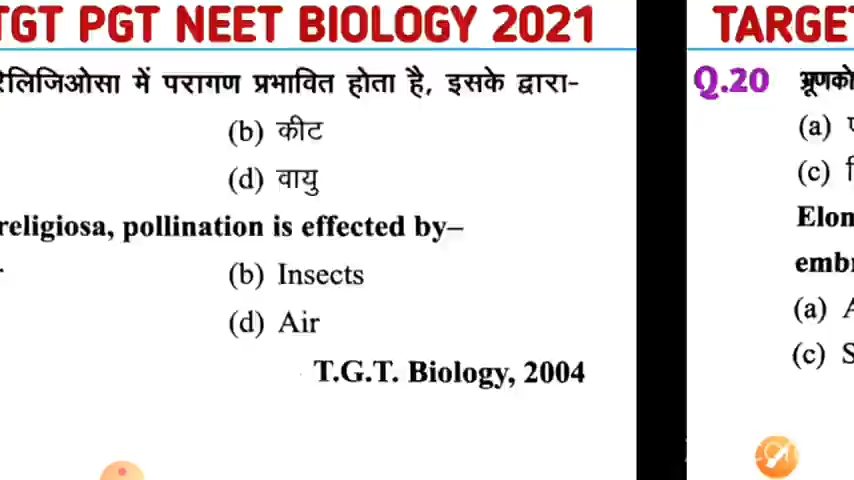 TGT PGT NEET BIOLOGY 2021
रेलिजिओसा में परागण प्रभावित होता है, इसके द्वारा-
(b) कीट
(d) वायु
religiosa, pollination is effected by–
(b) Insects
(d) Air
T.G.T. Biology, 2004
TARGET
Q.20 भ्रूणको
(a)
(c)
Elon
embr
(a) A
(c) S